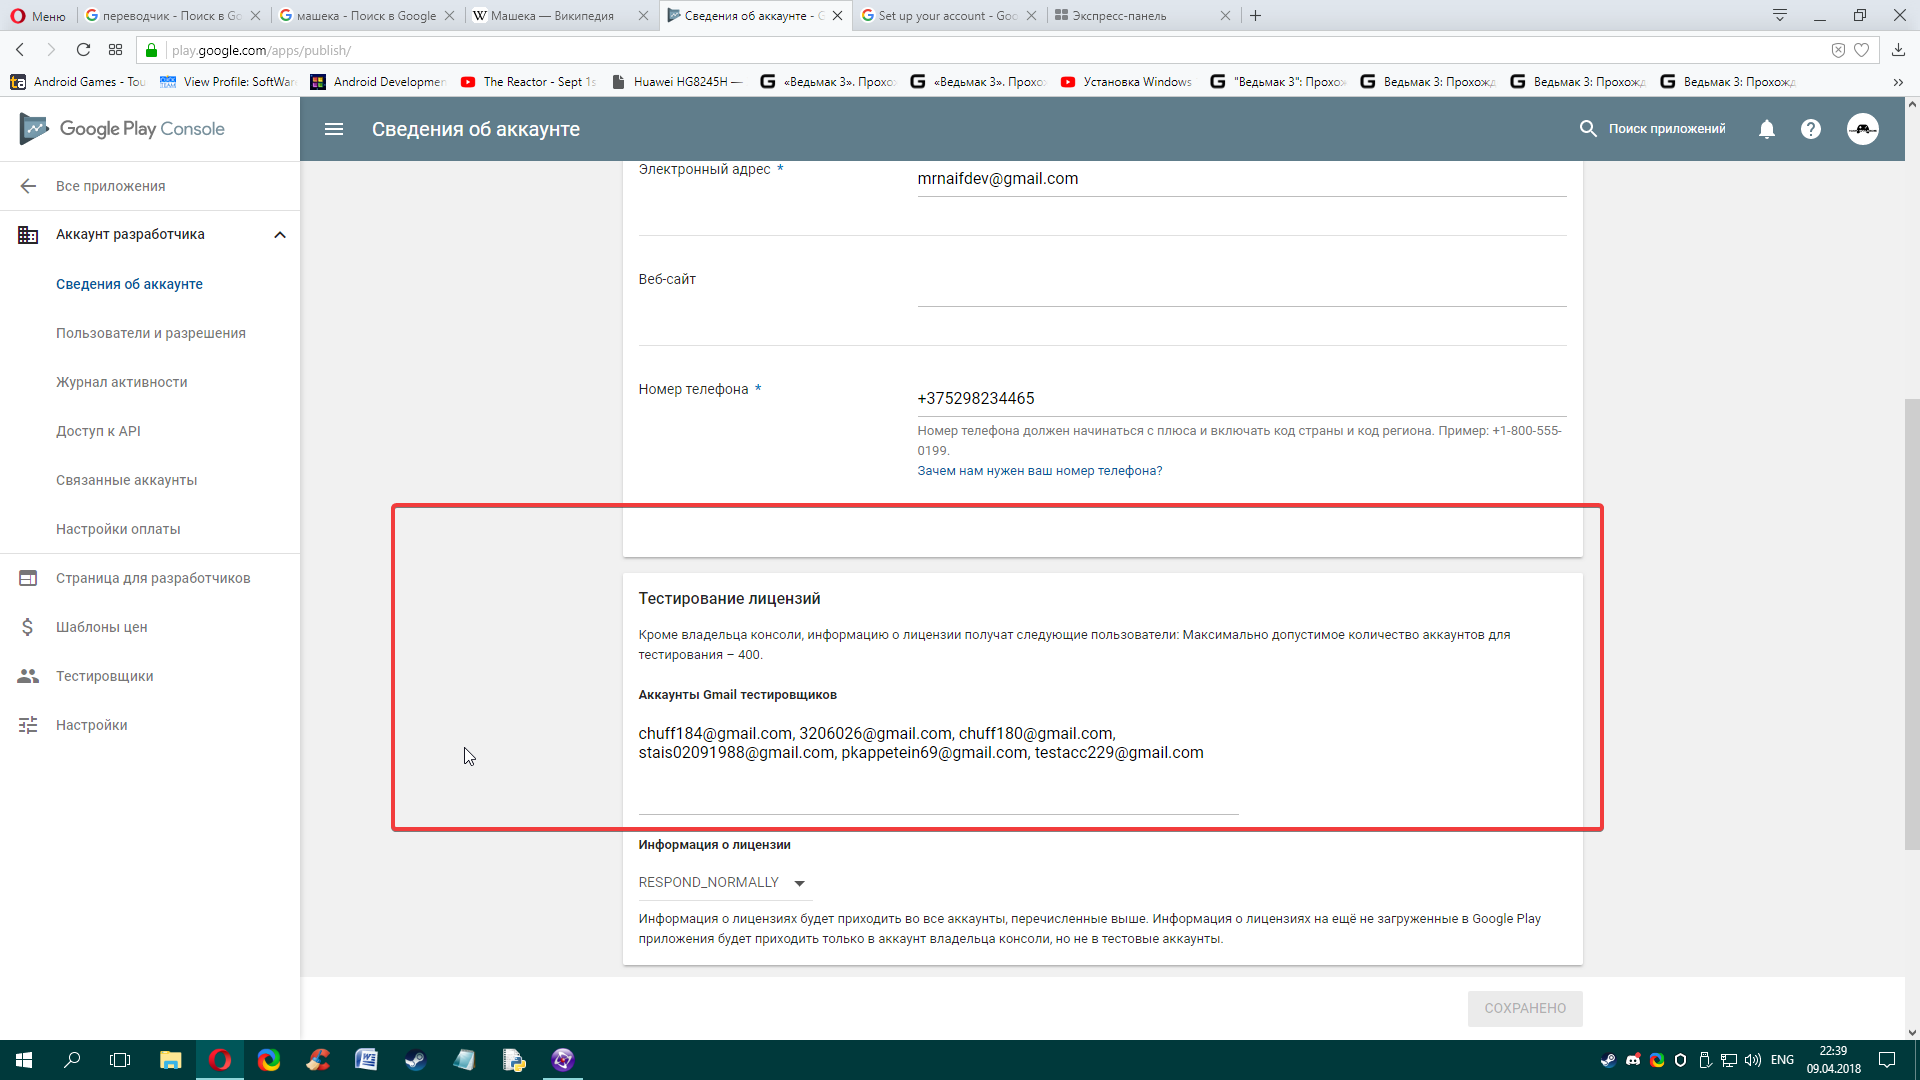 Меню
переводчик - Поиск в Go
машека - Поиск в Google
Машека — Википедия
Сведения об аккаунте - G
Set up your account - Goo
Экспресс-панель
play.google.com/apps/publish/
Android Games - Tou
View Profile: SoftWar
Android Developmen
The Reactor - Sept 1s
Huawei HG8245H —
«Ведьмак 3». Прохо
«Ведьмак 3». Прохо
Установка Windows
"Ведьмак 3": Прохо
Ведьмак 3: Прохожд
Ведьмак 3: Прохожд
Ведьмак 3: Прохожд
Google Play Console
Сведения об аккаунте
Поиск приложений
Все приложения
Аккаунт разработчика
Сведения об аккаунте
Пользователи и разрешения
Журнал активности
Доступ к API
Связанные аккаунты
Настройки оплаты
Страница для разработчиков
Шаблоны цен
Тестировщики
Настройки
Электронный адрес *
mrnaifdev@gmail.com
Веб-сайт
Номер телефона *
+375298234465
Номер телефона должен начинаться с плюса и включать код страны и код региона. Пример: +1-800-555-
0199.
Зачем нам нужен ваш номер телефона?
Тестирование лицензий
Кроме владельца консоли, информацию о лицензии получат следующие пользователи: Максимально допустимое количество аккаунтов для
тестирования – 400.
Аккаунты Gmail тестировщиков
chuff184@gmail.com, 3206026@gmail.com, chuff180@gmail.com,
stais02091988@gmail.com, pkappetein69@gmail.com, testacc229@gmail.com
Информация о лицензии
RESPOND_NORMALLY
Информация о лицензиях будет приходить во все аккаунты, перечисленные выше. Информация о лицензиях на ещё не загруженные в Google Play
приложения будет приходить только в аккаунт владельца консоли, но не в тестовые аккаунты.
СОХРАНЕНО
ENG
22:39
09.04.2018